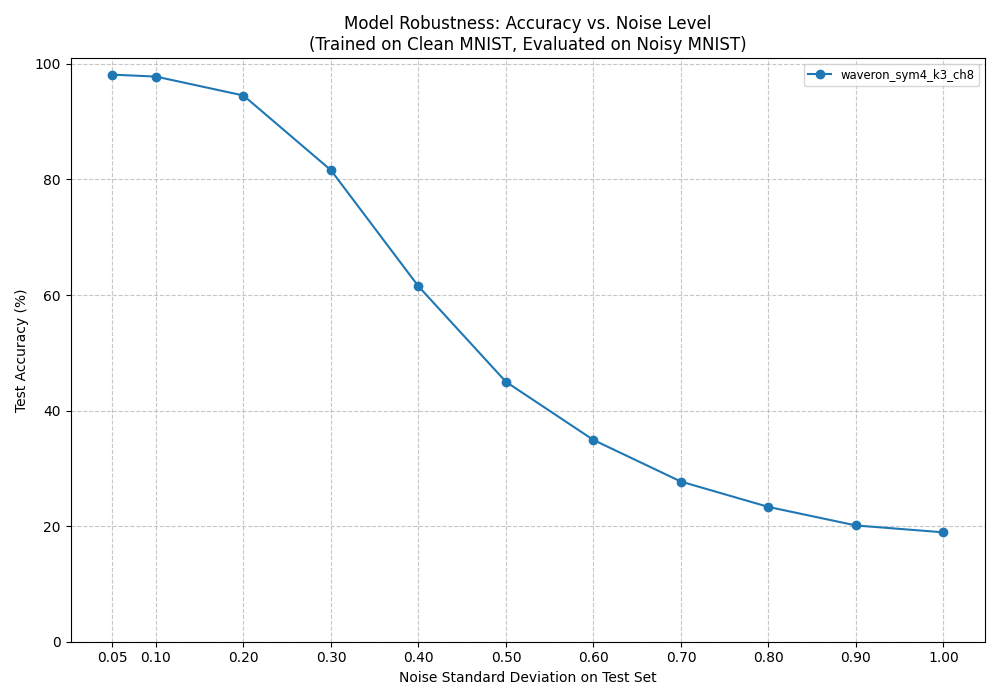 Model Robustness: Accuracy vs. Noise Level
(Trained on Clean MNIST, Evaluated on Noisy MNIST)
waveron_sym4_k3_ch8
Test Accuracy (%)
100
80
60
40
20
0
0.05 0.10 0.20 0.30 0.40 0.50 0.60 0.70 0.80 0.90 1.00
Noise Standard Deviation on Test Set